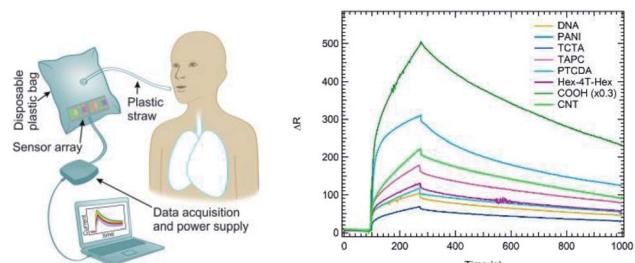 Disposable
plastic bag
Plastic
straw
Sensor array
Data acquisition
and power supply
Current
Time
ΔR
500
400
300
200
100
0
0
200
400
600
800
1000
DNA
PANI
TCTA
TAPC
PTCDA
Hex-4T-Hex
COOH (x0.3)
CNT